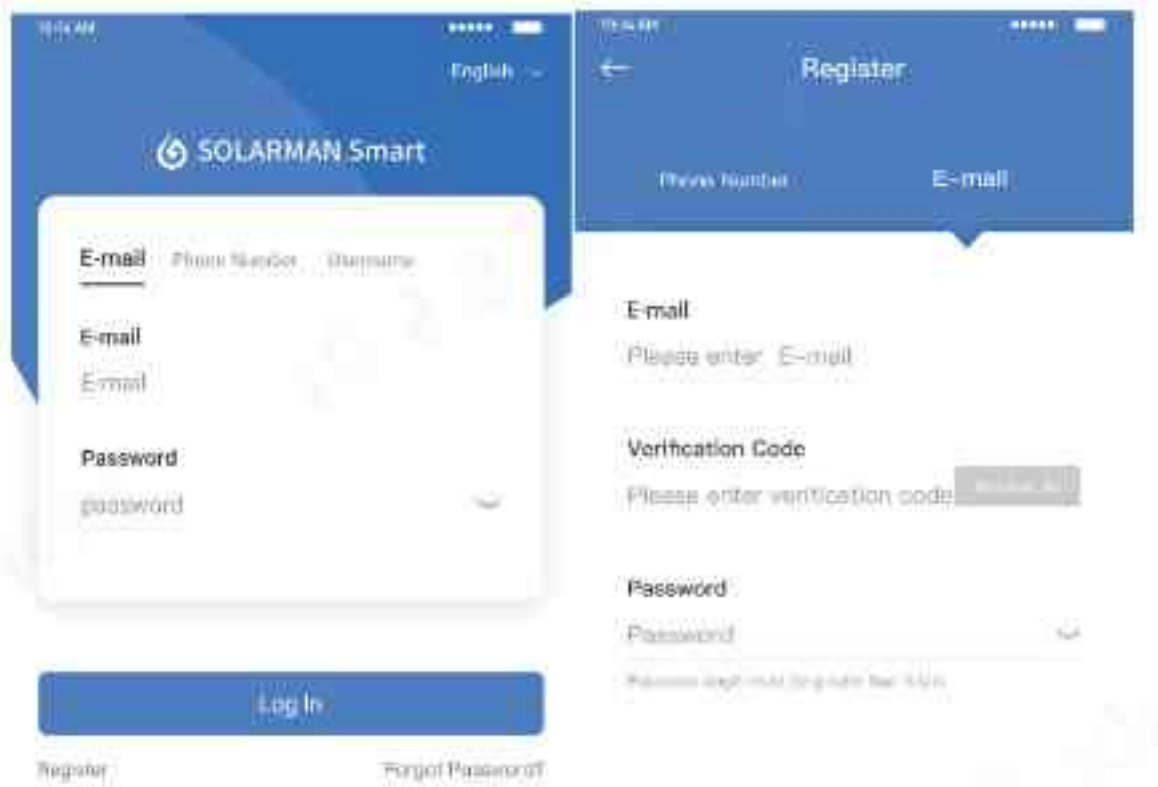 English
SOLARMAN Smart
E-mail Phone Number Username
E-mail
E-mail
Password
password
Log In
Register Forgot Password?
Register
Phone Number E-mail
E-mail
Please enter E-mail
Verification Code
Please enter verification code
Password
Password